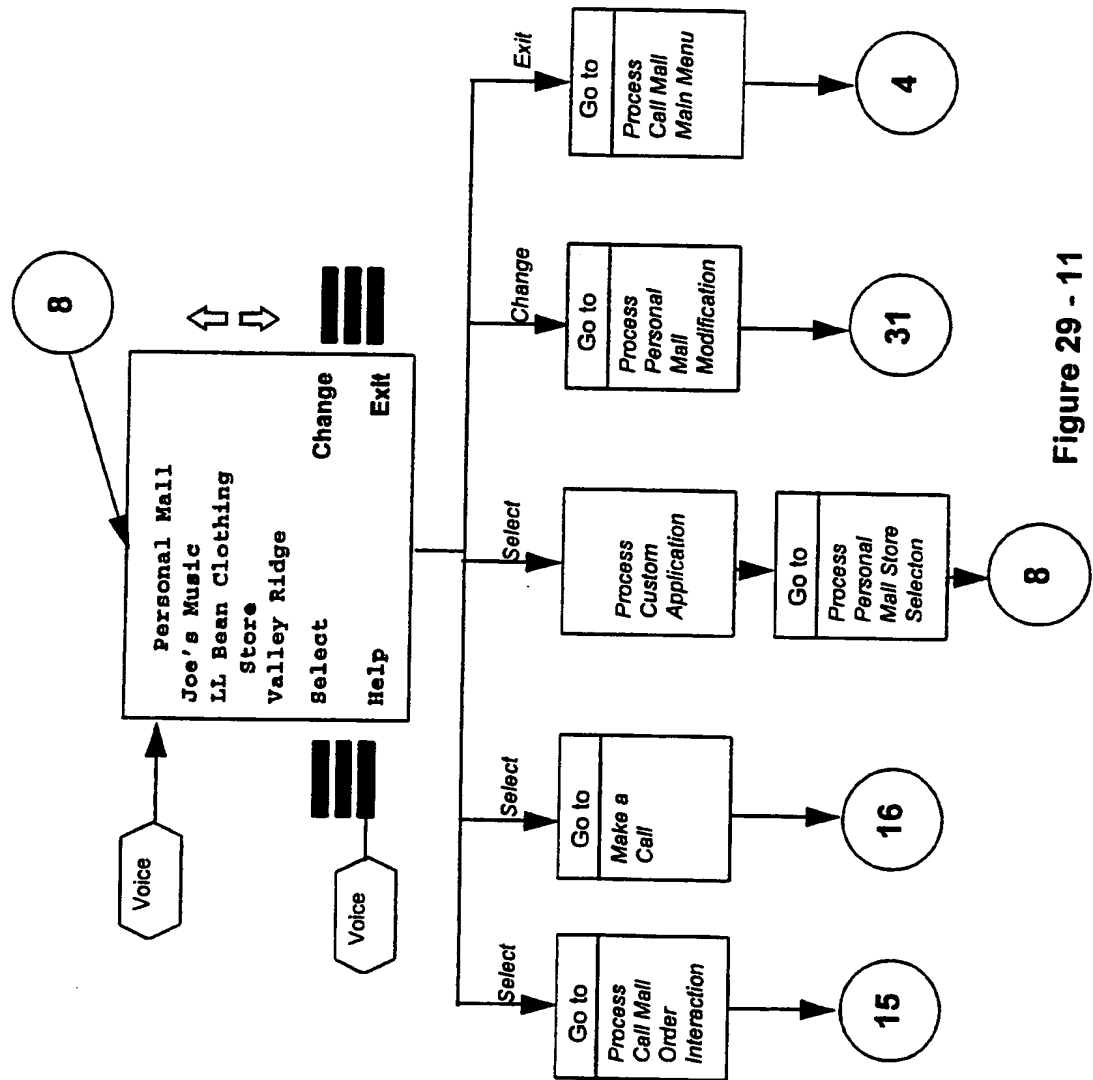 8
Voice
Personal Mall
Joe's Music
LL Bean Clothing
Store
Valley Ridge
Select
Change
Help
Exit
Voice
Select
Select
Select
Change
Exit
Go to
Process
Call Mall
Order
Interaction
15
Go to
Make a
Call
16
Process
Custom
Application
Go to
Process
Personal
Mall Store
Selecton
8
Go to
Process
Personal
Mall
Modification
31
Go to
Process
Call Mall
Main Menu
4
Figure 29 - 11